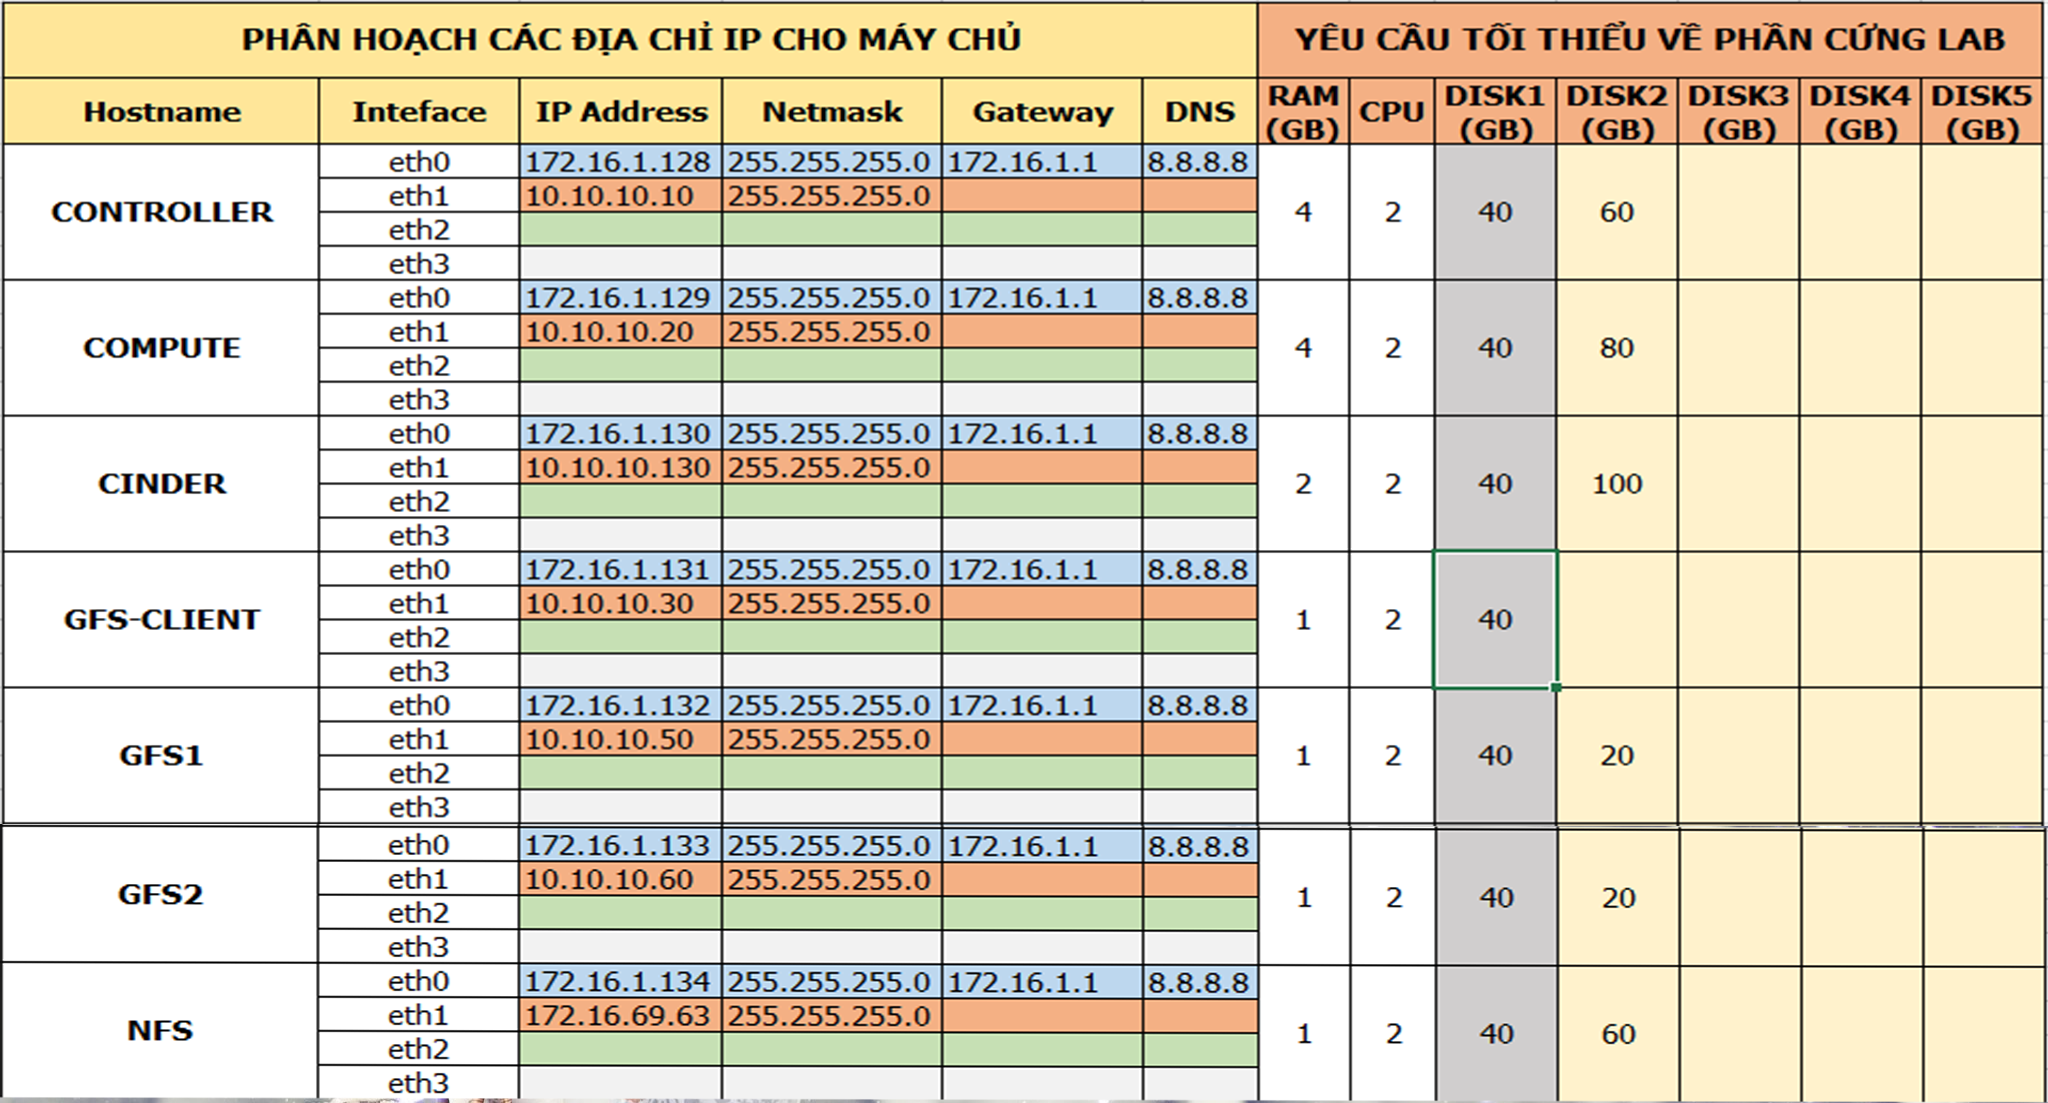 PHÂN HOẠCH CÁC ĐỊA CHỈ IP CHO MÁY CHỦ YÊU CẦU TỐI THIỂU VỀ PHẦN CỨNG LAB
Hostname Inteface IP Address Netmask Gateway DNS RAM (GB) CPU DISK1 (GB) DISK2 (GB) DISK3 (GB) DISK4 (GB) DISK5 (GB)
CONTROLLER eth0 172.16.1.128 255.255.255.0 172.16.1.1 8.8.8.8 4 2 40 60
eth1 10.10.10.10 255.255.255.0
eth2
eth3
COMPUTE eth0 172.16.1.129 255.255.255.0 172.16.1.1 8.8.8.8 4 2 40 80
eth1 10.10.10.20 255.255.255.0
eth2
eth3
CINDER eth0 172.16.1.130 255.255.255.0 172.16.1.1 8.8.8.8 2 2 40 100
eth1 10.10.10.130 255.255.255.0
eth2
eth3
GFS-CLIENT eth0 172.16.1.131 255.255.255.0 172.16.1.1 8.8.8.8 1 2 40
eth1 10.10.10.30 255.255.255.0
eth2
eth3
GFS1 eth0 172.16.1.132 255.255.255.0 172.16.1.1 8.8.8.8 1 2 40 20
eth1 10.10.10.50 255.255.255.0
eth2
eth3
GFS2 eth0 172.16.1.133 255.255.255.0 172.16.1.1 8.8.8.8 1 2 40 20
eth1 10.10.10.60 255.255.255.0
eth2
eth3
NFS eth0 172.16.1.134 255.255.255.0 172.16.1.1 8.8.8.8 1 2 40 60
eth1 172.16.69.63 255.255.255.0
eth2
eth3